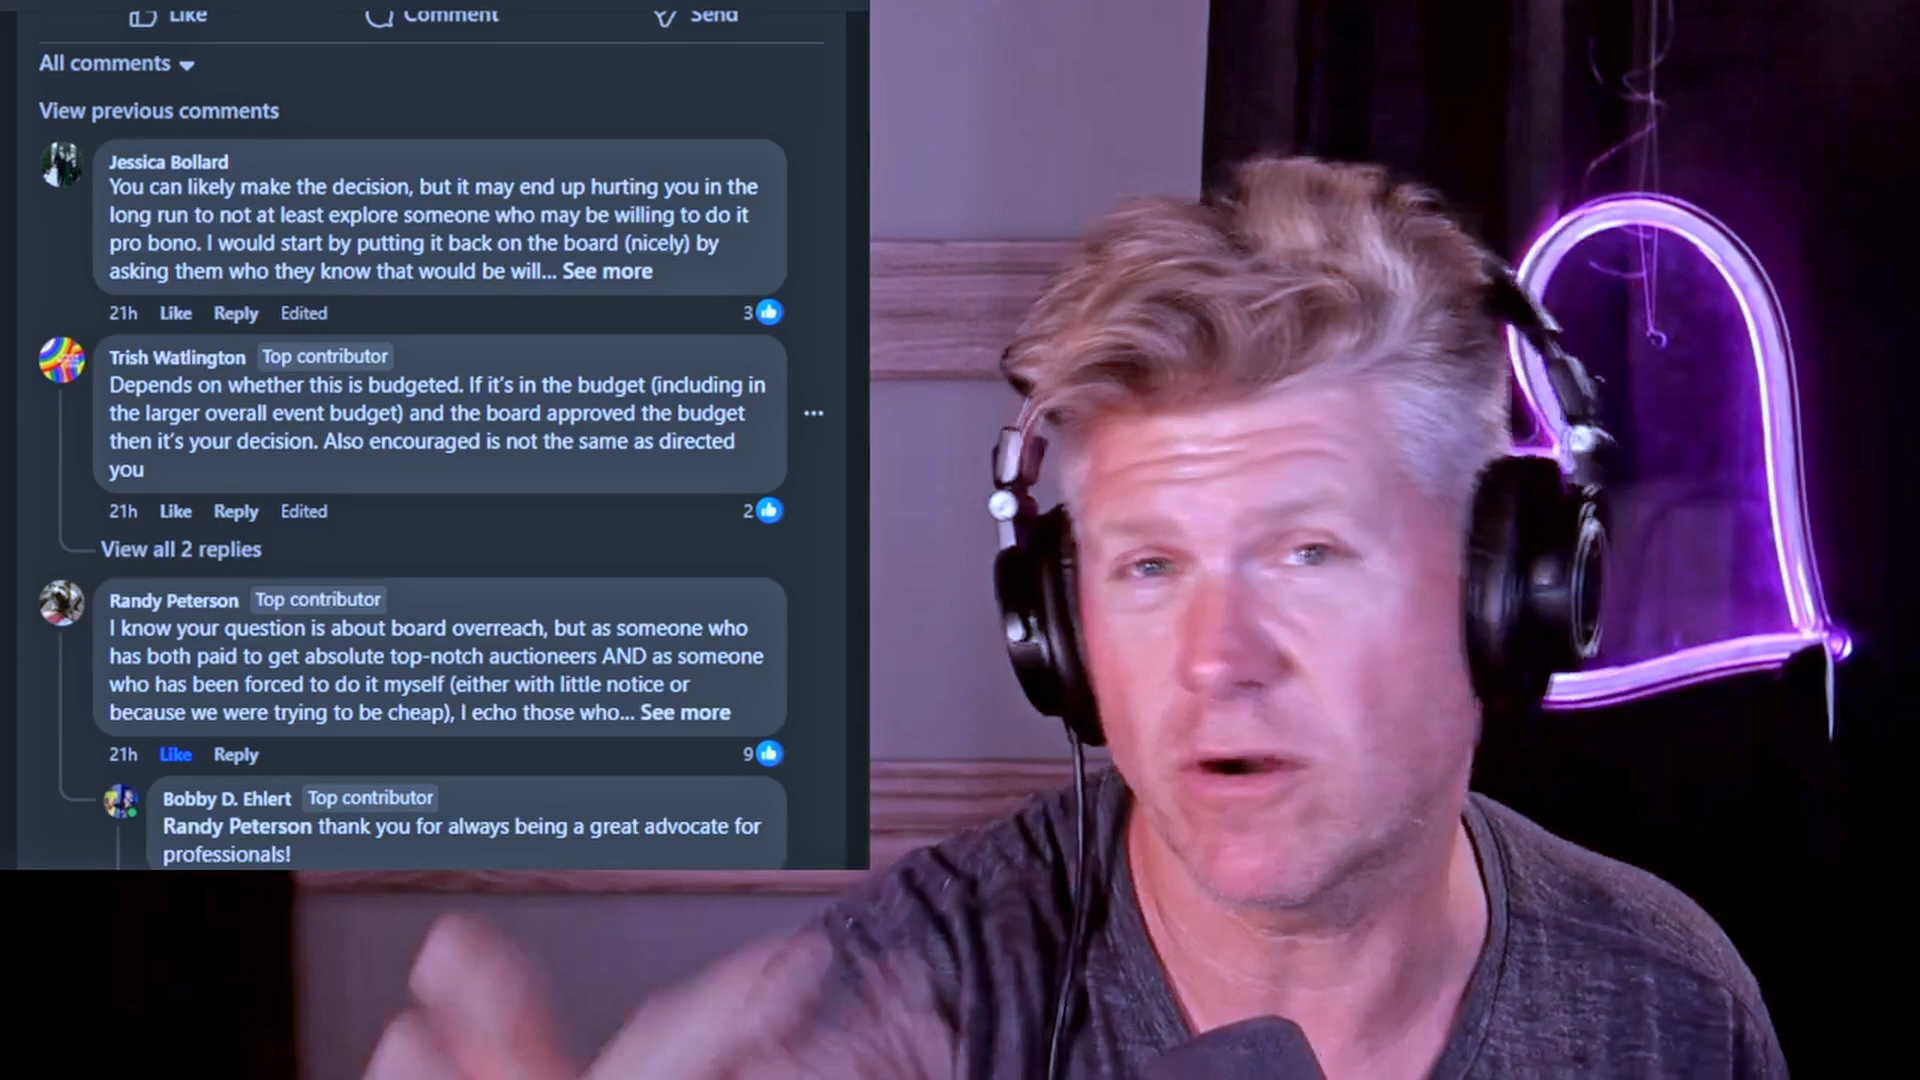 Like Comment Send
All comments
View previous comments
Jessica Bollard
You can likely make the decision, but it may end up hurting you in the
long run to not at least explore someone who may be willing to do it
pro bono. I would start by putting it back on the board (nicely) by
asking them who they know that would be will... See more
21h Like Reply Edited 3
Trish Watlington Top contributor
Depends on whether this is budgeted. If it's in the budget (including in
the larger overall event budget) and the board approved the budget
then it's your decision. Also encouraged is not the same as directed
you
21h Like Reply Edited 2
View all 2 replies
Randy Peterson Top contributor
I know your question is about board overreach, but as someone who
has both paid to get absolute top-notch auctioneers AND as someone
who has been forced to do it myself (either with little notice or
because we were trying to be cheap), I echo those who... See more
21h Like Reply 9
Bobby D. Ehlert Top contributor
Randy Peterson thank you for always being a great advocate for
professionals!